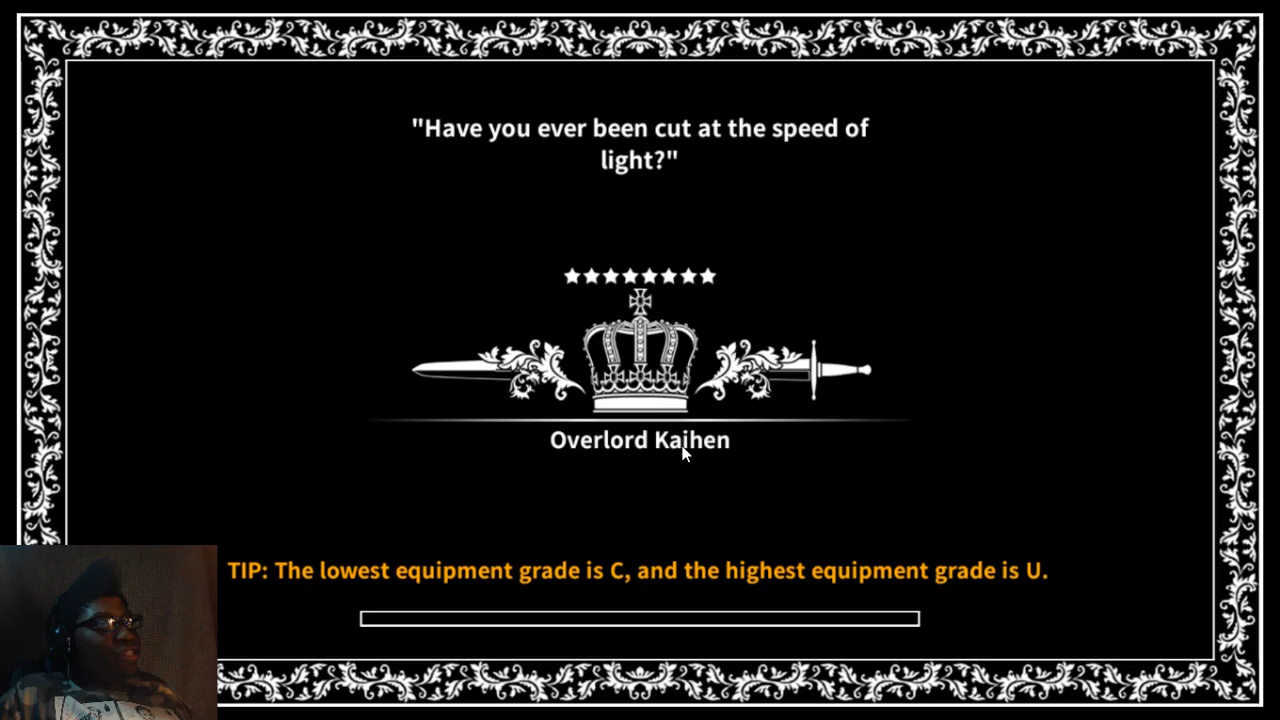 "Have you ever been cut at the speed of
light?"
Overlord Kaihen
TIP: The lowest equipment grade is C, and the highest equipment grade is U.